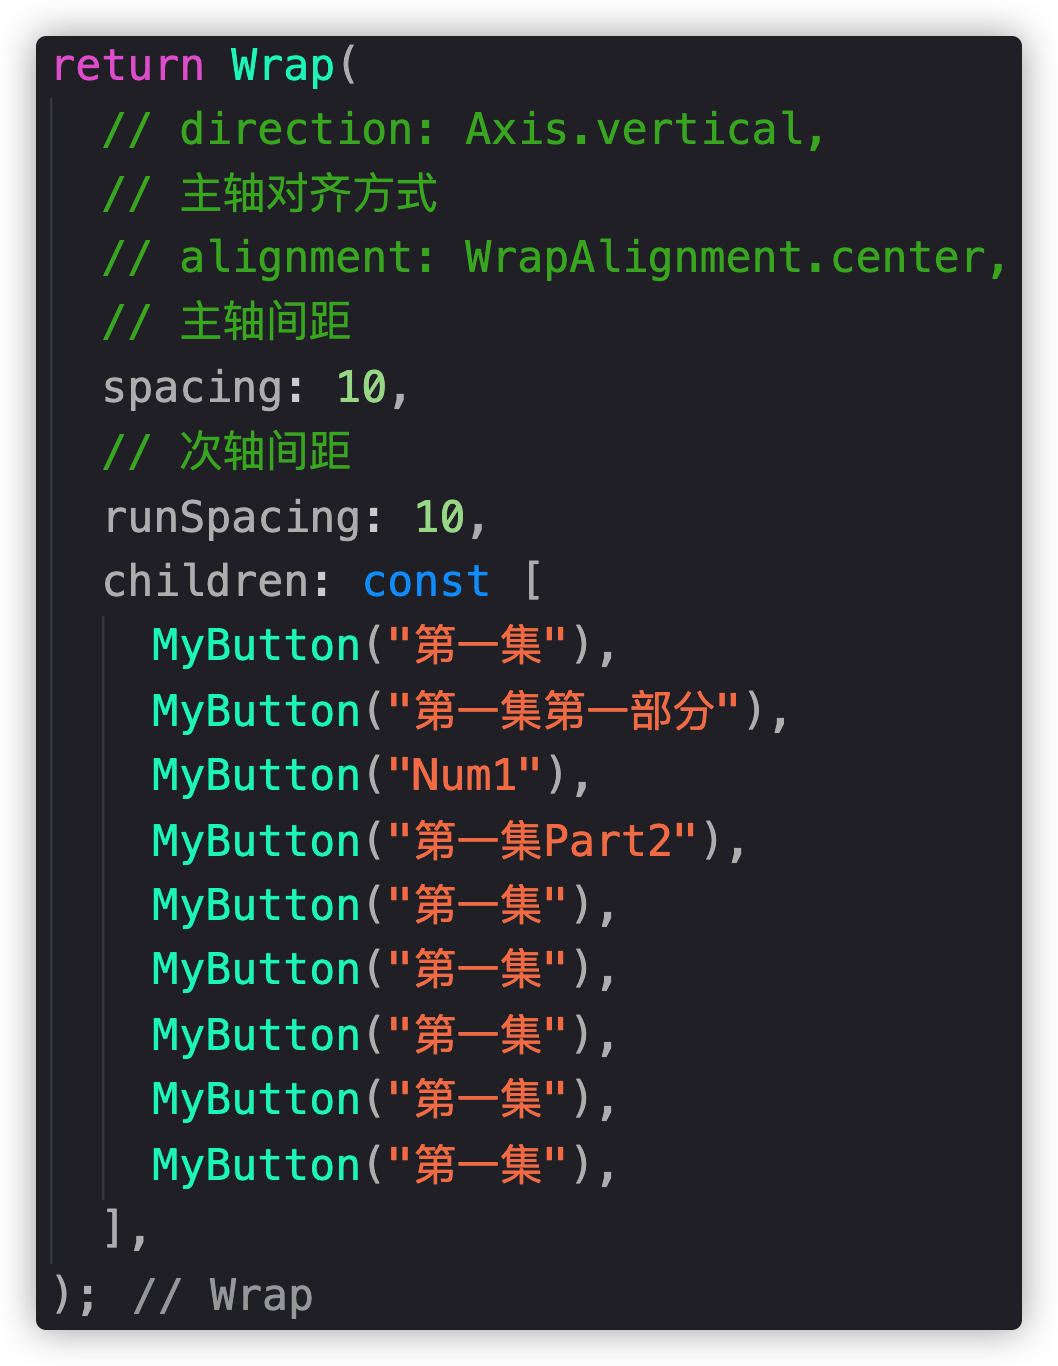 return Wrap(
// direction: Axis.vertical,
// 主轴对齐方式
// alignment: WrapAlignment.center,
// 主轴间距
spacing: 10,
// 次轴间距
runSpacing: 10,
children: const [
MyButton("第一集"),
MyButton("第一集第一部分"),
MyButton("Num1"),
MyButton("第一集Part2"),
MyButton("第一集"),
MyButton("第一集"),
MyButton("第一集"),
MyButton("第一集"),
MyButton("第一集"),
],
); // Wrap